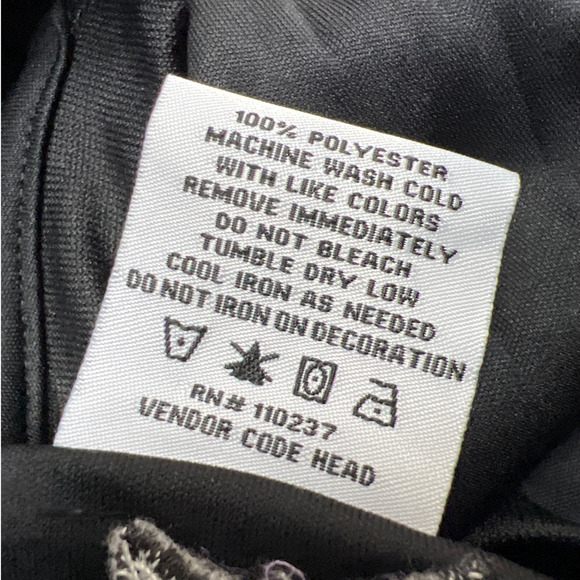 100% POLYESTER
MACHINE WASH COLD
WITH LIKE COLORS
REMOVE IMMEDIATELY
DO NOT BLEACH
TUMBLE DRY LOW
COOL IRON AS NEEDED
DO NOT IRON ON DECORATION
RN# 110237
VENDOR CODE HEAD